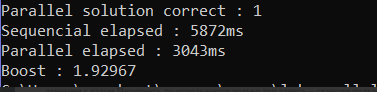 Parallel solution correct : 1
Sequencial elapsed : 5872ms
Parallel elapsed : 3043ms
Boost : 1.92967